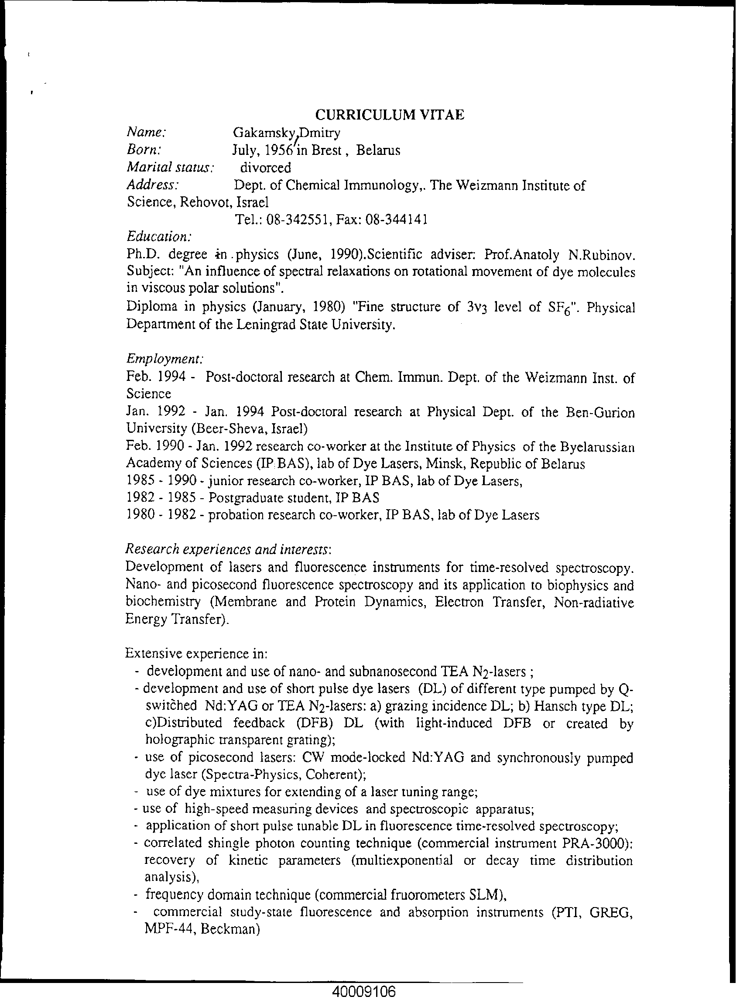 CURRICULUM VITAE
Name: Gakamsky,Dmitry
Born: July, 1956 in Brest , Belarus
Marital status: divorced
Address: Dept. of Chemical Immunology,. The Weizmann Institute of
Science, Rehovot, Israel
Tel.: 08-342551, Fax: 08-344141
Education:
Ph.D. degree in .physics (June, 1990).Scientific adviser: Prof.Anatoly N.Rubinov.
Subject: "An influence of spectral relaxations on rotational movement of dye molecules
in viscous polar solutions".
Diploma in physics (January, 1980) "Fine structure of 3v3 level of SF6". Physical
Department of the Leningrad State University.
Employment:
Feb. 1994 - Post-doctoral research at Chem. Immun. Dept. of the Weizmann Inst. of
Science
Jan. 1992 - Jan. 1994 Post-doctoral research at Physical Dept. of the Ben-Gurion
University (Beer-Sheva, Israel)
Feb. 1990 - Jan. 1992 research co-worker at the Institute of Physics of the Byelarussian
Academy of Sciences (IP BAS), lab of Dye Lasers, Minsk, Republic of Belarus
1985 - 1990 - junior research co-worker, IP BAS, lab of Dye Lasers,
1982 - 1985 - Postgraduate student, IP BAS
1980 - 1982 - probation research co-worker, IP BAS, lab of Dye Lasers
Research experiences and interests:
Development of lasers and fluorescence instruments for time-resolved spectroscopy.
Nano- and picosecond fluorescence spectroscopy and its application to biophysics and
biochemistry (Membrane and Protein Dynamics, Electron Transfer, Non-radiative
Energy Transfer).
Extensive experience in:
- development and use of nano- and subnanosecond TEA N2-lasers ;
- development and use of short pulse dye lasers (DL) of different type pumped by Q-
switched Nd:YAG or TEA N2-lasers: a) grazing incidence DL; b) Hansch type DL;
c)Distributed feedback (DFB) DL (with light-induced DFB or created by
holographic transparent grating);
- use of picosecond lasers: CW mode-locked Nd:YAG and synchronously pumped
dye laser (Spectra-Physics, Coherent);
- use of dye mixtures for extending of a laser tuning range;
- use of high-speed measuring devices and spectroscopic apparatus;
- application of short pulse tunable DL in fluorescence time-resolved spectroscopy;
- correlated shingle photon counting technique (commercial instrument PRA-3000):
recovery of kinetic parameters (multiexponential or decay time distribution
analysis),
- frequency domain technique (commercial fruorometers SLM),
- commercial study-state fluorescence and absorption instruments (PTI, GREG,
MPF-44, Beckman)
40009106